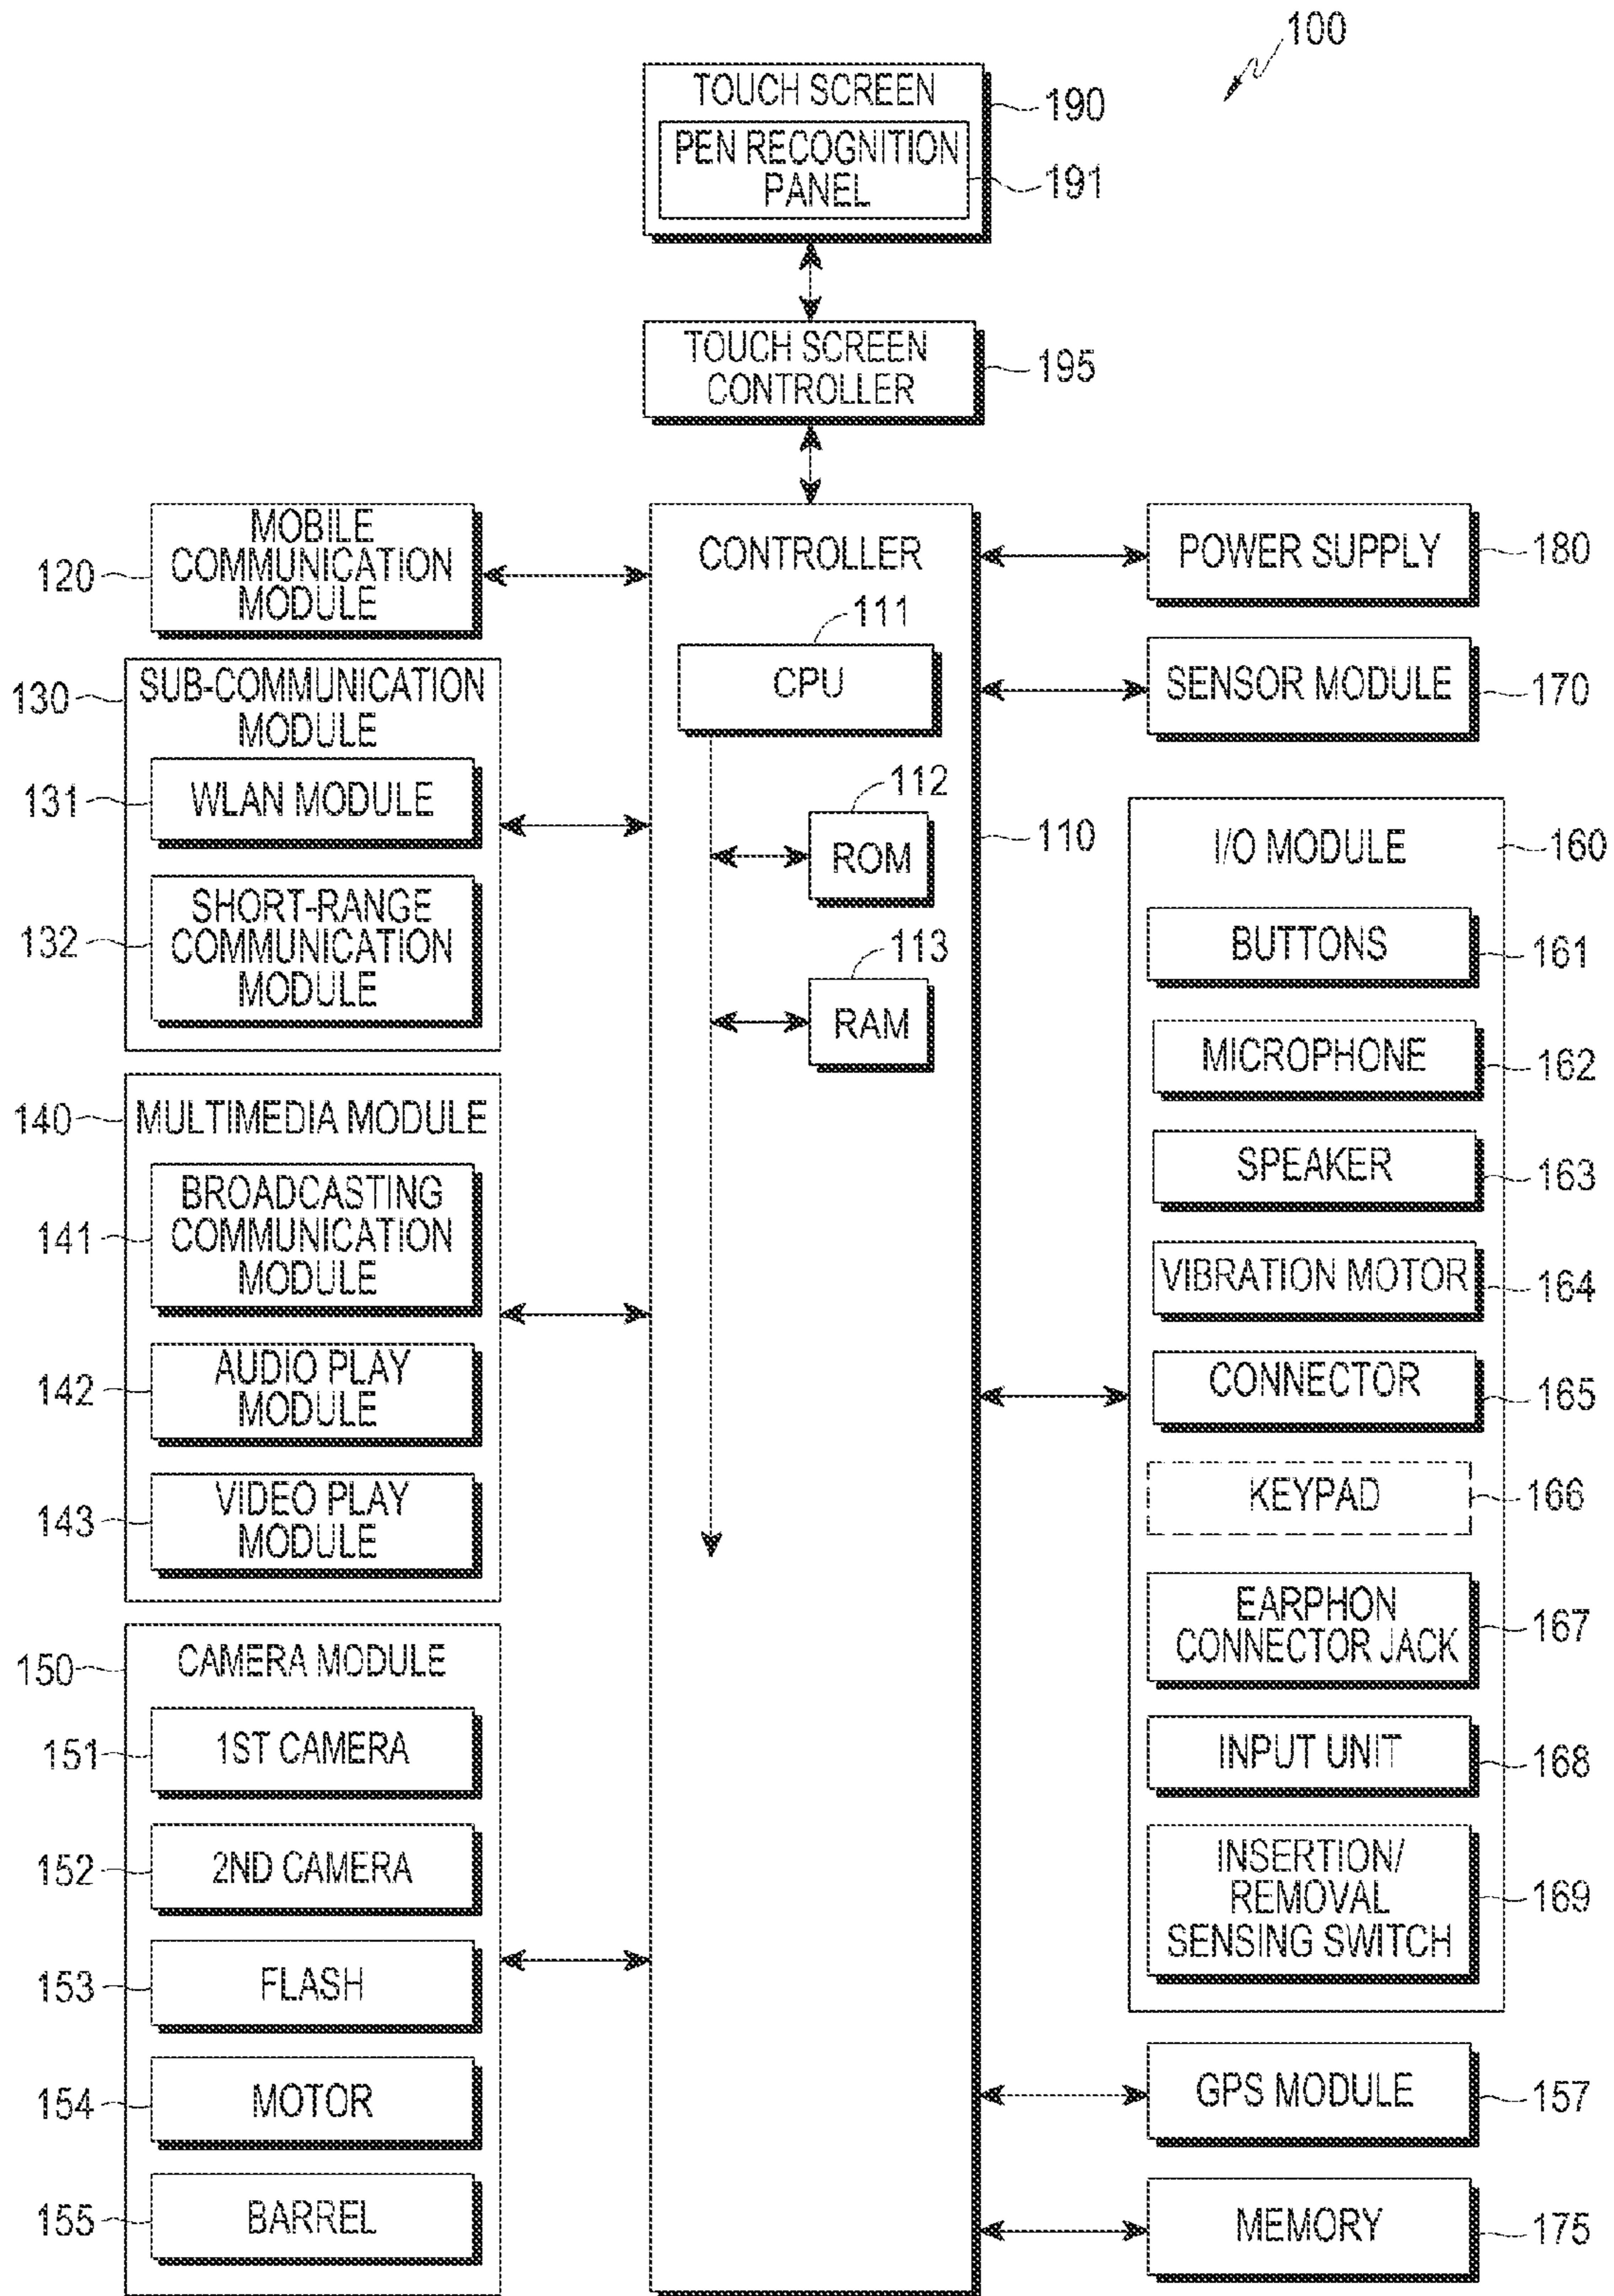 100
TOUCH SCREEN
190
PEN RECOGNITION
PANEL
191
TOUCH SCREEN
CONTROLLER
195
MOBILE
COMMUNICATION
MODULE
120
SUB-COMMUNICATION
MODULE
130
WLAN MODULE
131
SHORT-RANGE
COMMUNICATION
MODULE
132
MULTIMEDIA MODULE
140
BROADCASTING
COMMUNICATION
MODULE
141
AUDIO PLAY
MODULE
142
VIDEO PLAY
MODULE
143
CAMERA MODULE
150
1ST CAMERA
151
2ND CAMERA
152
FLASH
153
MOTOR
154
BARREL
155
CONTROLLER
110
111
CPU
112
ROM
113
RAM
POWER SUPPLY
180
SENSOR MODULE
170
I/O MODULE
160
BUTTONS
161
MICROPHONE
162
SPEAKER
163
VIBRATION MOTOR
164
CONNECTOR
165
KEYPAD
166
EARPHON
CONNECTOR JACK
167
INPUT UNIT
168
INSERTION/
REMOVAL
SENSING SWITCH
169
GPS MODULE
157
MEMORY
175